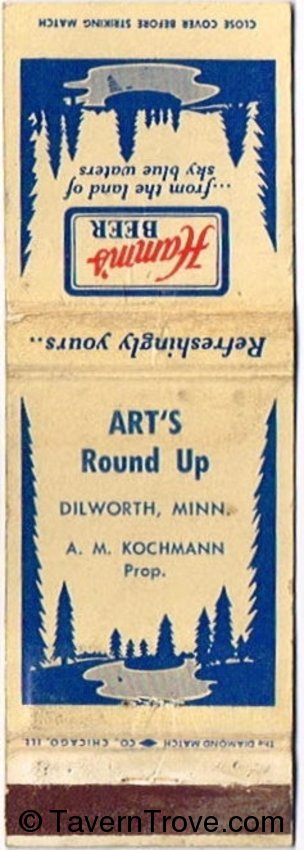 CLOSE COVER BEFORE STRIKING MATCH
...from the land of
sky blue waters
Hamm's
BEER
Refreshingly yours..
ART'S
Round Up
DILWORTH, MINN.
A. M. KOCHMANN
Prop.
THE DIAMOND MATCH CO. CHICAGO, ILL
© TavernTrove.com